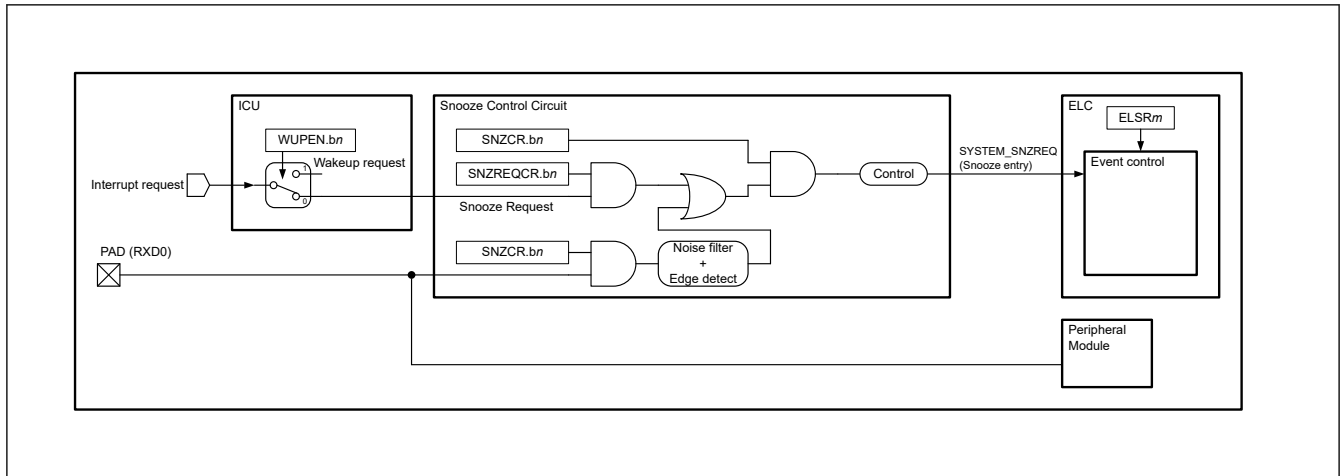 ICU
WUPEN.bn
Wakeup request
1
0
Interrupt request
PAD (RXD0)
Snooze Control Circuit
SNZCR.bn
SNZREQCR.bn
Snooze Request
SNZCR.bn
Noise filter
+
Edge detect
Control
SYSTEM_SNZREQ
(Snooze entry)
ELC
ELSRm
Event control
Peripheral
Module